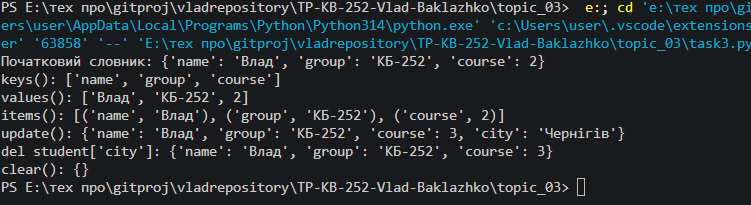 PS E:\тех про\gitproj\vladrepository\TP-KB-252-Vlad-Baklazhko\topic_03>  e:; cd 'e:\тех про\gi
ers\user\AppData\Local\Programs\Python\Python314\python.exe' 'c:\Users\user\.vscode\extensions
er' '63858' '--' 'E:\тех про\gitproj\vladrepository\TP-KB-252-Vlad-Baklazhko\topic_03\task3.py
Початковий словник: {'name': 'Влад', 'group': 'КБ-252', 'course': 2}
keys(): ['name', 'group', 'course']
values(): ['Влад', 'КБ-252', 2]
items(): [('name', 'Влад'), ('group', 'КБ-252'), ('course', 2)]
update(): {'name': 'Влад', 'group': 'КБ-252', 'course': 3, 'city': 'Чернігів'}
del student['city']: {'name': 'Влад', 'group': 'КБ-252', 'course': 3}
clear(): {}
PS E:\тех про\gitproj\vladrepository\TP-KB-252-Vlad-Baklazhko\topic_03>